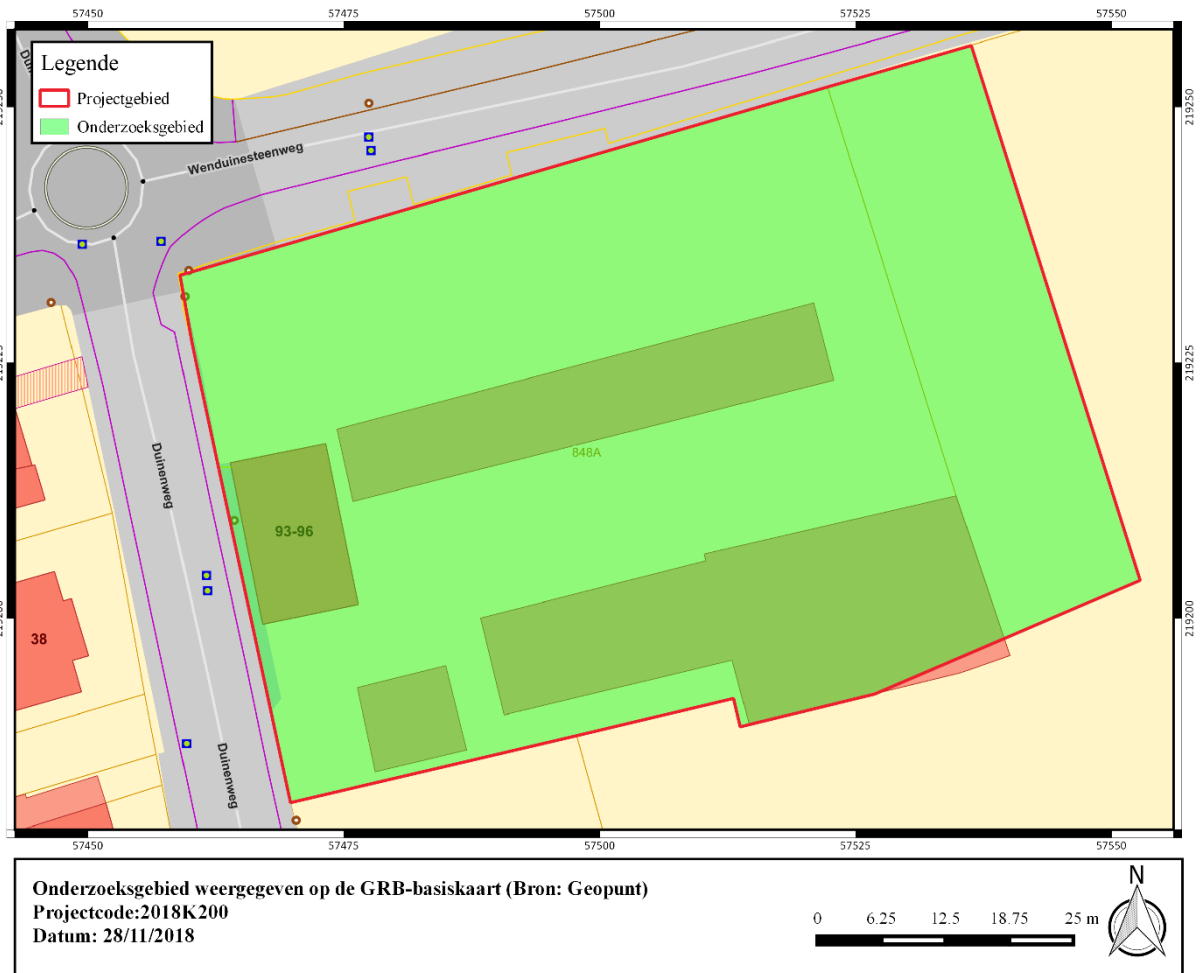 57450 57475 57500 57525 57550
Legende
Projectgebied
Onderzoeksgebied
Wenduinesteenweg
219250
219225 219225
848A
Duinenweg
93-96
219200
38
Duinenweg
57450 57475 57500 57525 57550
Onderzoeksgebied weergegeven op de GRB-basiskaart (Bron: Geopunt)
Projectcode:2018K200
Datum: 28/11/2018
N
0 6.25 12.5 18.75 25 m